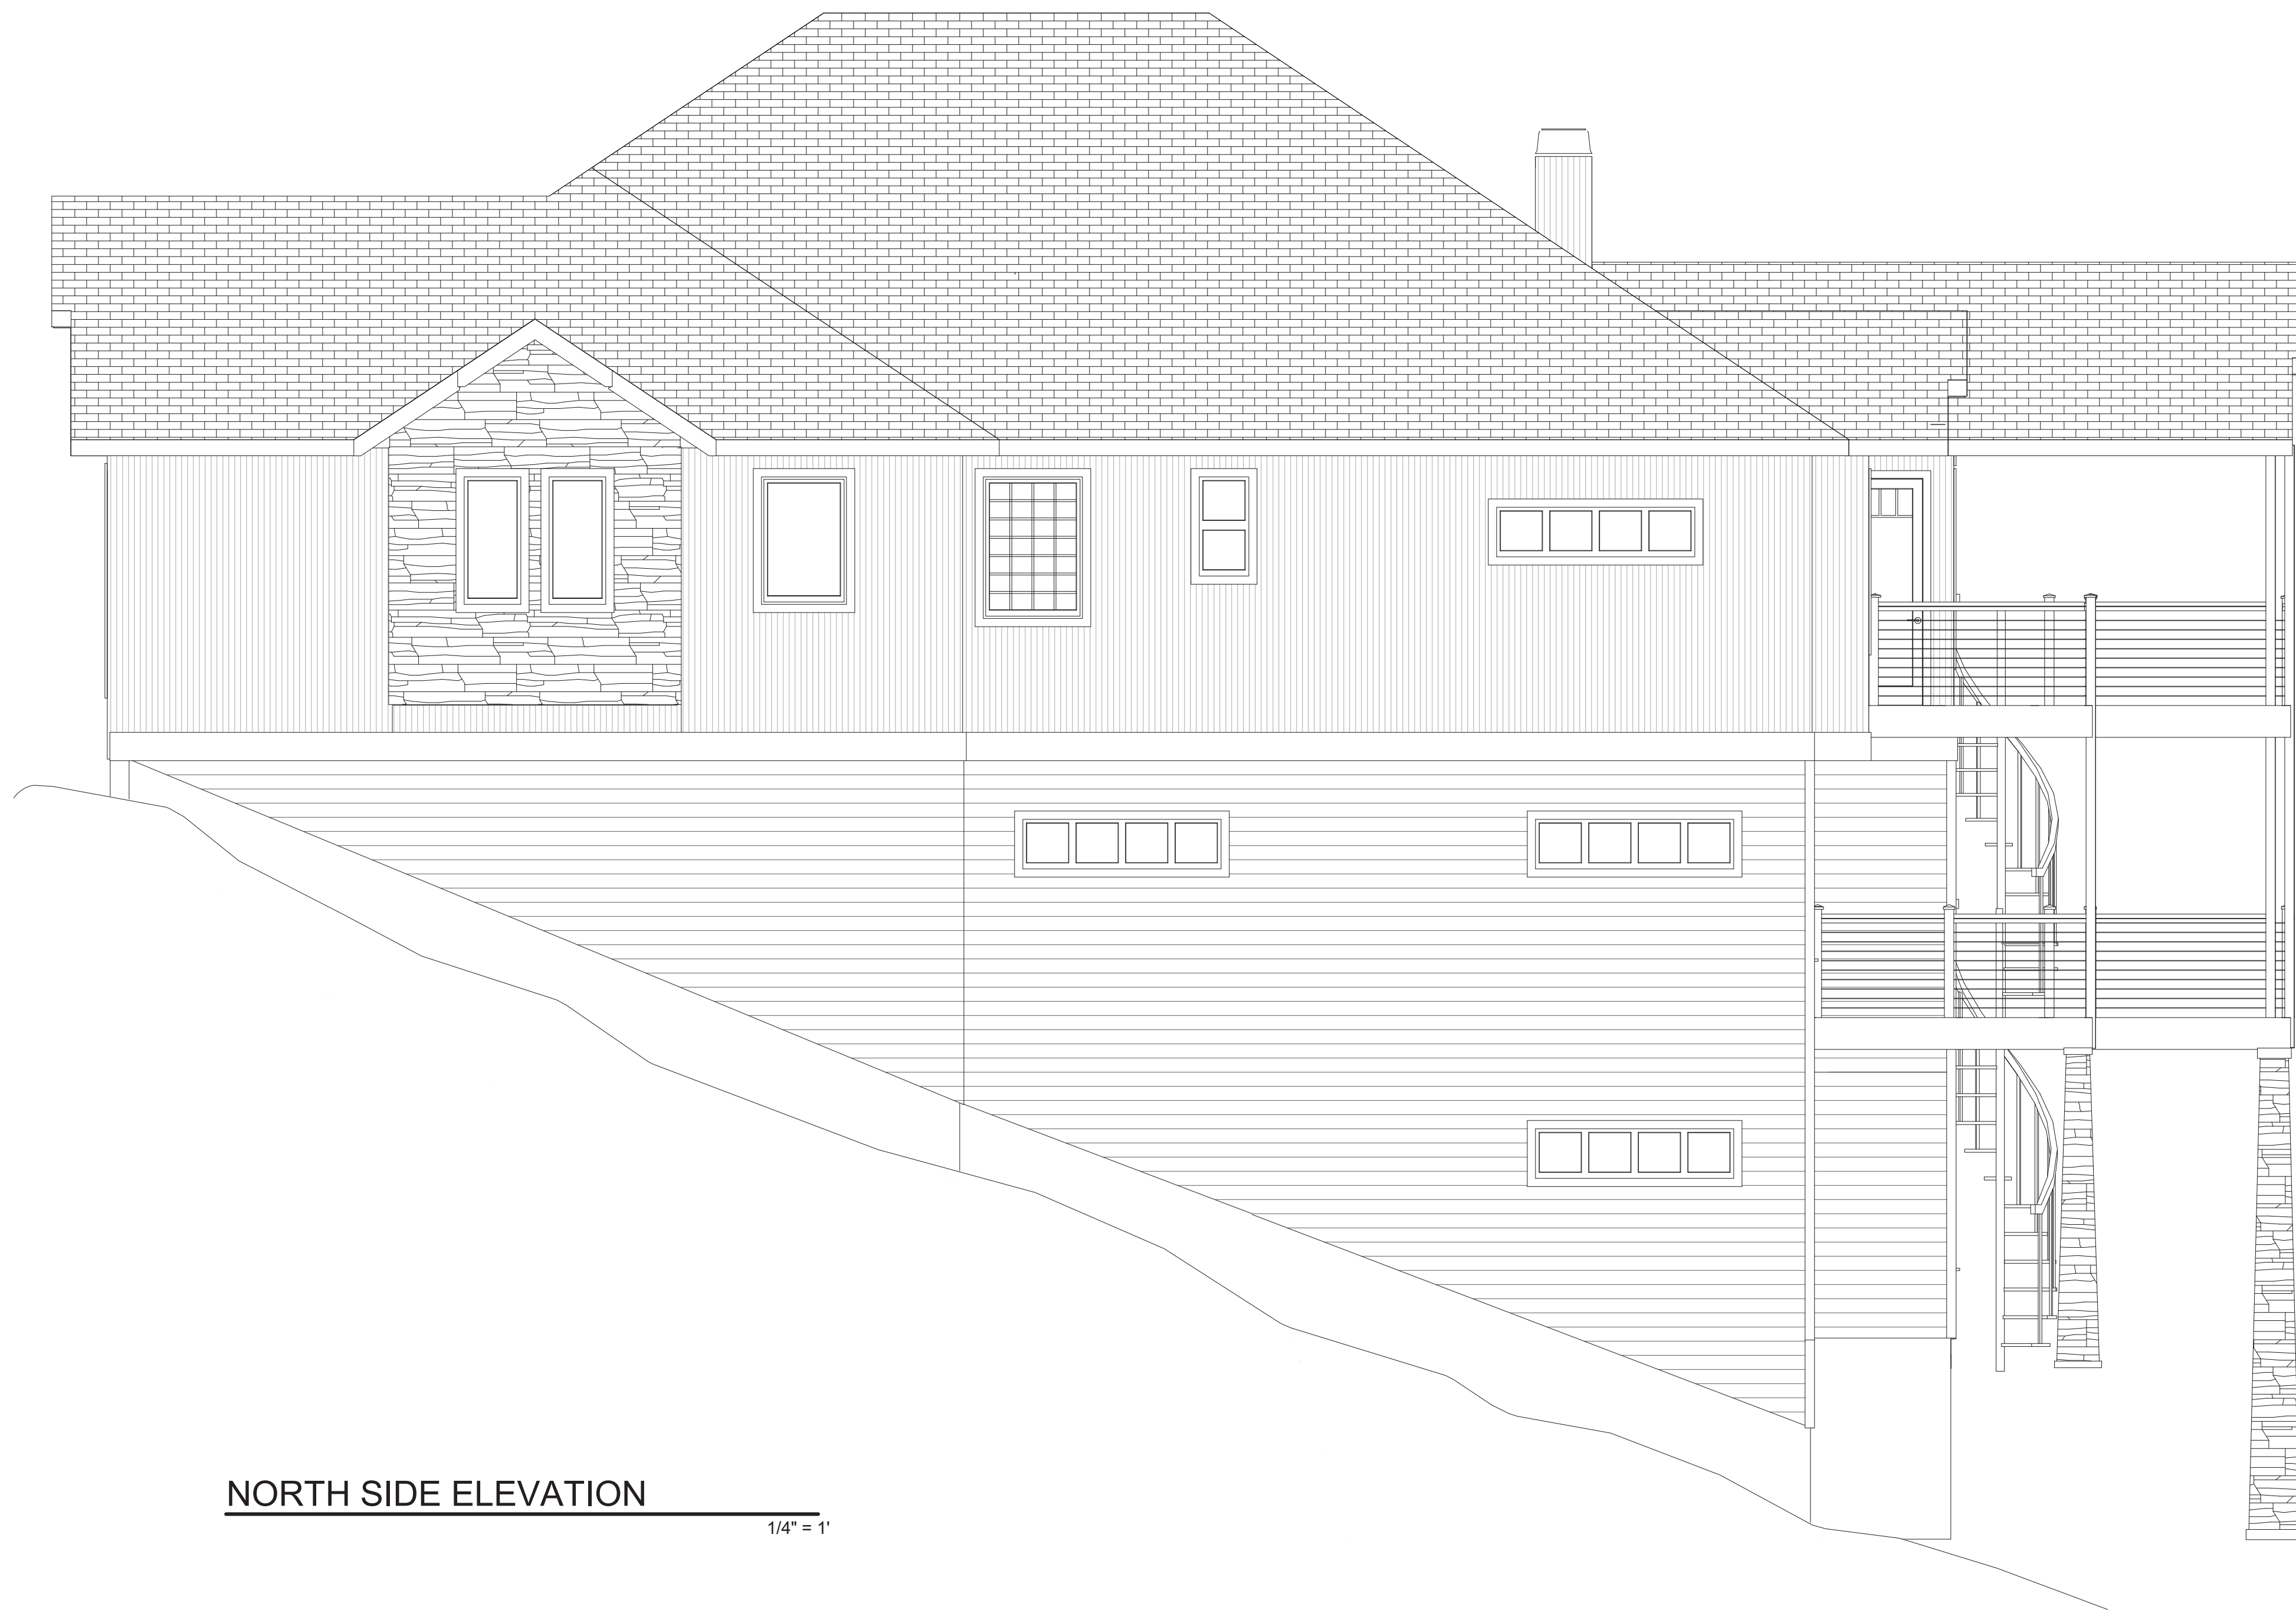 NORTH SIDE ELEVATION
1/4" = 1'